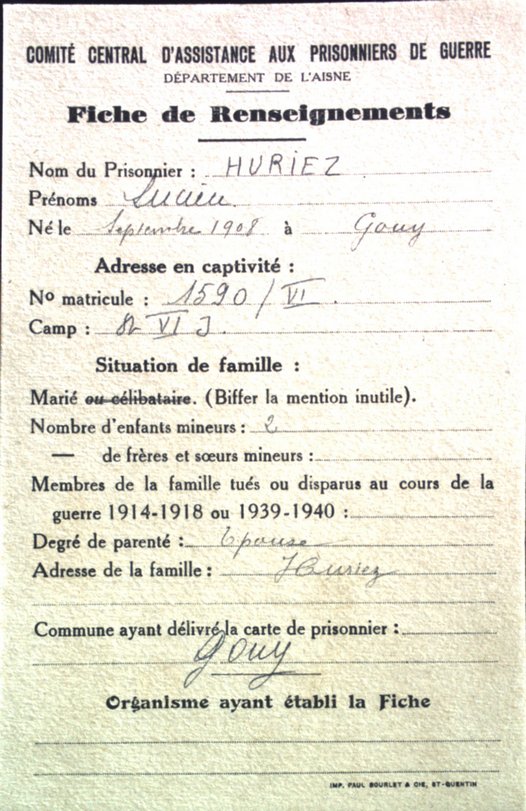 COMITÉ CENTRAL D'ASSISTANCE AUX PRISONNIERS DE GUERRE
DÉPARTEMENT DE L'AISNE
Fiche de Renseignements
Nom du Prisonnier : HURIEZ
Prénoms Lucien
Né le Septembre 1908 à Gouy
Adresse en captivité :
No matricule : 1590 / VI.
Camp : VI J.
Situation de famille :
Marié ou célibataire. (Biffer la mention inutile).
Nombre d'enfants mineurs : 2
— de frères et sœurs mineurs :
Membres de la famille tués ou disparus au cours de la
guerre 1914-1918 ou 1939-1940 :
Degré de parenté : Epouse
Adresse de la famille : Huriez
Commune ayant délivré la carte de prisonnier :
Gouy
Organisme ayant établi la Fiche
IMP. PAUL BOURLET & CIE, ST-QUENTIN